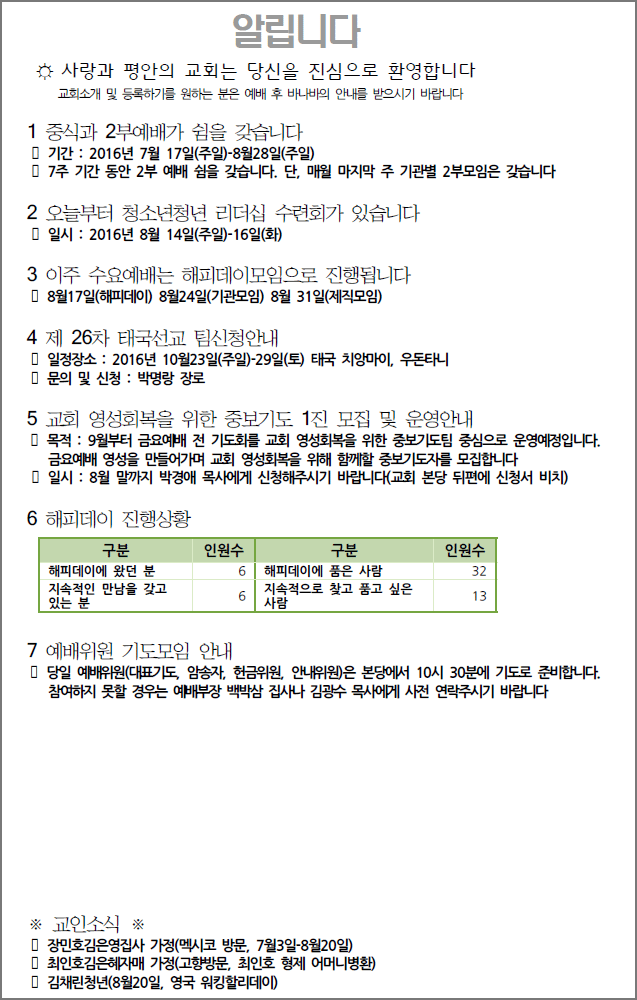 알립니다
☼ 사랑과 평안의 교회는 당신을 진심으로 환영합니다
교회소개 및 등록하기를 원하는 분은 예배 후 바나바의 안내를 받으시기 바랍니다
1 중식과 2부예배가 쉼을 갖습니다
▯ 기간 : 2016년 7월 17일(주일)-8월28일(주일)
▯ 7주 기간 동안 2부 예배 쉼을 갖습니다. 단, 매월 마지막 주 기관별 2부모임은 갖습니다
2 오늘부터 청소년청년 리더십 수련회가 있습니다
▯ 일시 : 2016년 8월 14일(주일)-16일(화)
3 이주 수요예배는 해피데이모임으로 진행됩니다
▯ 8월17일(해피데이) 8월24일(기관모임) 8월 31일(제직모임)
4 제 26차 태국선교 팀신청안내
▯ 일정장소 : 2016년 10월23일(주일)-29일(토) 태국 치앙마이, 우돈타니
▯ 문의 및 신청 : 박명랑 장로
5 교회 영성회복을 위한 중보기도 1진 모집 및 운영안내
▯ 목적 : 9월부터 금요예배 전 기도회를 교회 영성회복을 위한 중보기도팀 중심으로 운영예정입니다.
금요예배 영성을 만들어가며 교회 영성회복을 위해 함께할 중보기도자를 모집합니다
▯ 일시 : 8월 말까지 박경애 목사에게 신청해주시기 바랍니다(교회 본당 뒤편에 신청서 비치)
6 해피데이 진행상황
구분 인원수 구분 인원수
해피데이에 왔던 분 6 해피데이에 품은 사람 32
지속적인 만남을 갖고 있는 분 6 지속적으로 찾고 품고 싶은 사람 13
7 예배위원 기도모임 안내
▯ 당일 예배위원(대표기도, 암송자, 헌금위원, 안내위원)은 본당에서 10시 30분에 기도로 준비합니다.
참여하지 못할 경우는 예배부장 백박삼 집사나 김광수 목사에게 사전 연락주시기 바랍니다
※ 교인소식 ※
▯ 장민호김은영집사 가정(멕시코 방문, 7월3일-8월20일)
▯ 최인호김은혜자매 가정(고향방문, 최인호 형제 어머니병환)
▯ 김채린청년(8월20일, 영국 워킹할리데이)